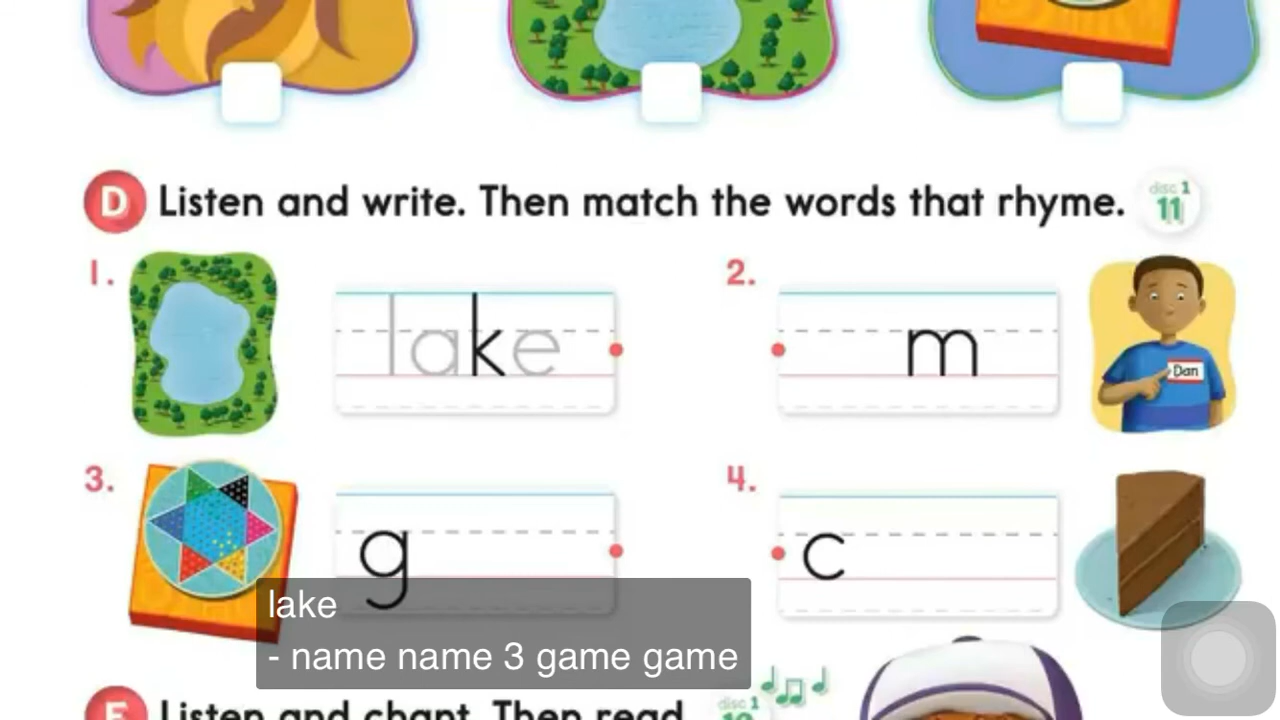 D Listen and write. Then match the words that rhyme. disc 1 11
1. lake
2. m
Dan
3. g
4. c
lake
- name name 3 game game
E Listen and chant. Then read. disc 1